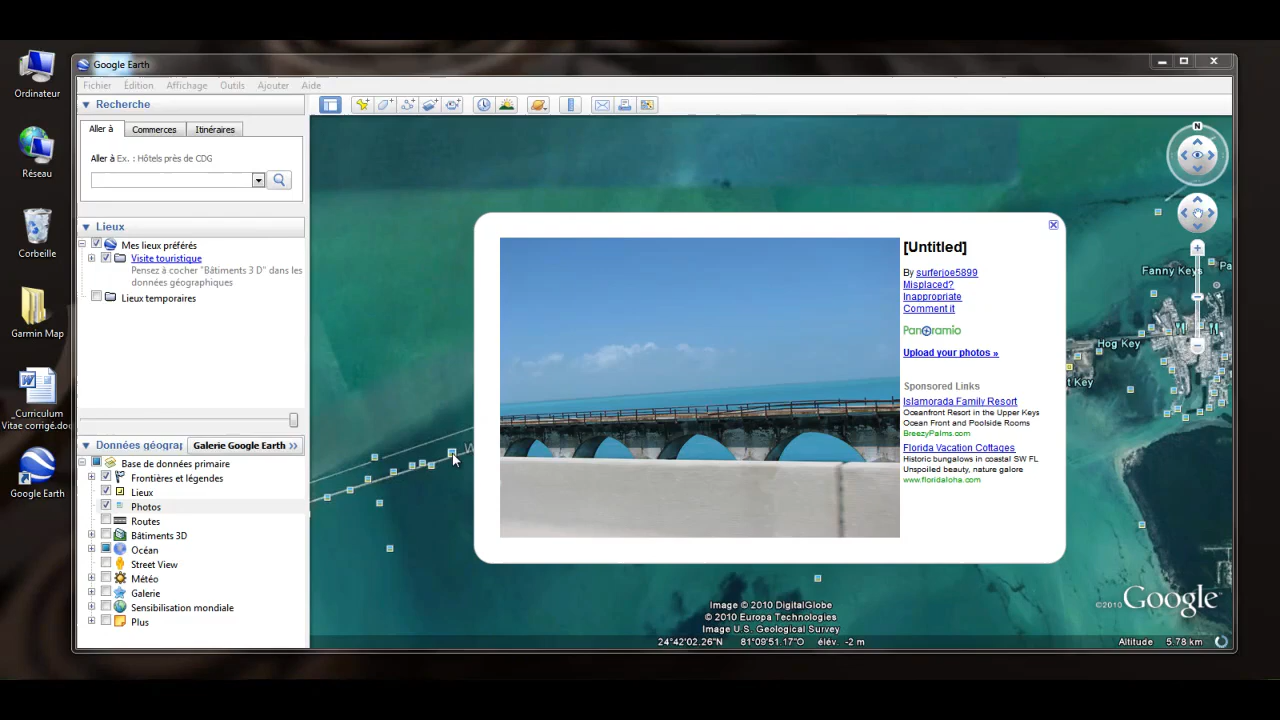 Ordinateur
Réseau
Corbeille
Garmin Map
_Curriculum
Vitae corrigé.doc
Google Earth
Google Earth
Fichier Édition Affichage Outils Ajouter Aide
Recherche
Aller à Commerces Itinéraires
Aller à Ex. : Hôtels près de CDG
Lieux
Mes lieux préférés
Visite touristique
Pensez à cocher "Bâtiments 3 D" dans les
données géographiques
Lieux temporaires
Données géograp Galerie Google Earth >>
Base de données primaire
Frontières et légendes
Lieux
Photos
Routes
Bâtiments 3D
Océan
Street View
Météo
Galerie
Sensibilisation mondiale
Plus
[Untitled]
By surferjoe5899
Misplaced?
Inappropriate
Comment it
Panoramio
Upload your photos »
Sponsored Links
Islamorada Family Resort
Oceanfront Resort in the Upper Keys
Ocean Front and Poolside Rooms
BreezyPalms.com
Florida Vacation Cottages
Historic bungalows in coastal SW FL
Unspoiled beauty, nature galore
www.floridaloha.com
N
Fanny Keys
Hog Key
t Key
Image © 2010 DigitalGlobe
© 2010 Europa Technologies
Image U.S. Geological Survey
©2010 Google
24°42'02.26"N 81°09'51.17"O élév. -2 m
Altitude 5.78 km